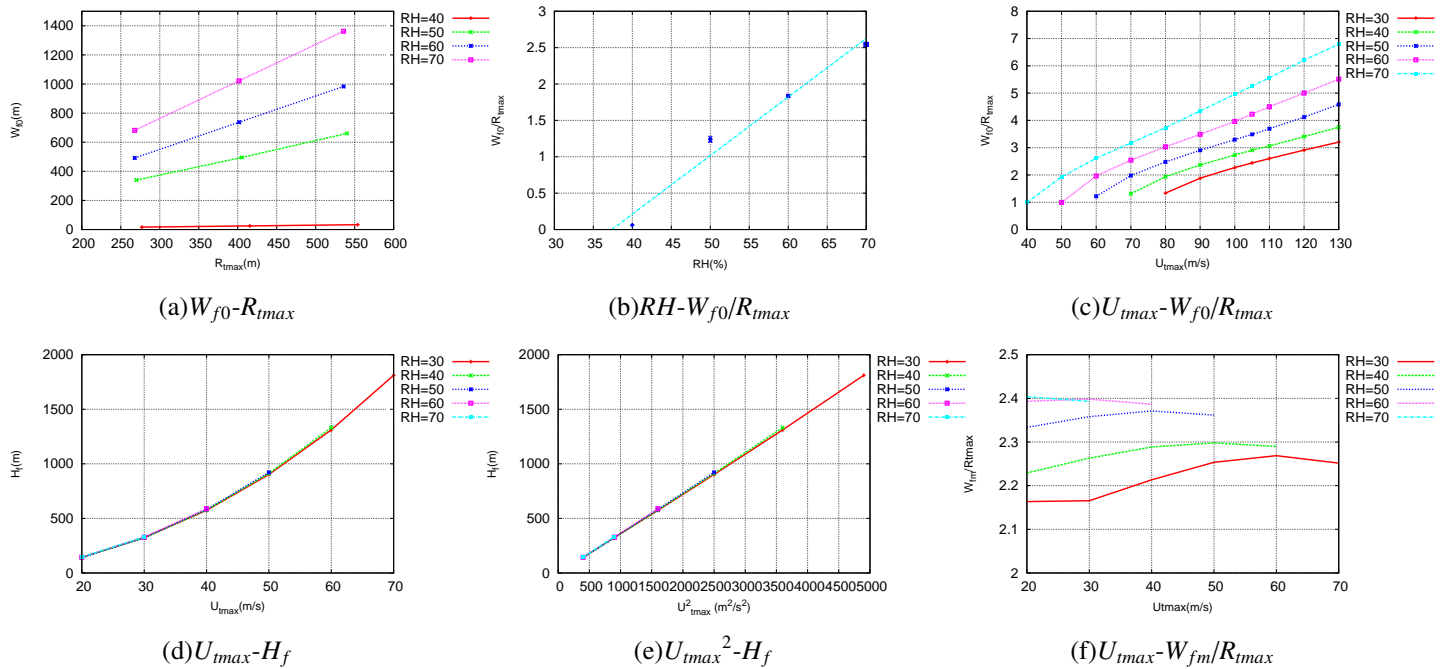 1400
1200
1000
800
600
400
200
0
200 250 300 350 400 450 500 550 600
W_f0(m)
R_tmax(m)
RH=40
RH=50
RH=60
RH=70
(a)W_f0-R_tmax
3
2.5
2
1.5
1
0.5
0
30 35 40 45 50 55 60 65 70
W_f0/R_tmax
RH(%)
(b)RH-W_f0/R_tmax
8
7
6
5
4
3
2
1
0
40 50 60 70 80 90 100 110 120 130
W_f0/R_tmax
U_tmax(m/s)
RH=30
RH=40
RH=50
RH=60
RH=70
(c)U_tmax-W_f0/R_tmax
2000
1500
1000
500
0
20 30 40 50 60 70
H_f(m)
U_tmax(m/s)
RH=30
RH=40
RH=50
RH=60
RH=70
(d)U_tmax-H_f
2000
1500
1000
500
0
0 500 1000 1500 2000 2500 3000 3500 4000 4500 5000
H_f(m)
U²_tmax (m²/s²)
RH=30
RH=40
RH=50
RH=60
RH=70
(e)U_tmax²-H_f
2.5
2.4
2.3
2.2
2.1
2
20 30 40 50 60 70
W_fm/Rtmax
Utmax(m/s)
RH=30
RH=40
RH=50
RH=60
RH=70
(f)U_tmax-W_fm/R_tmax